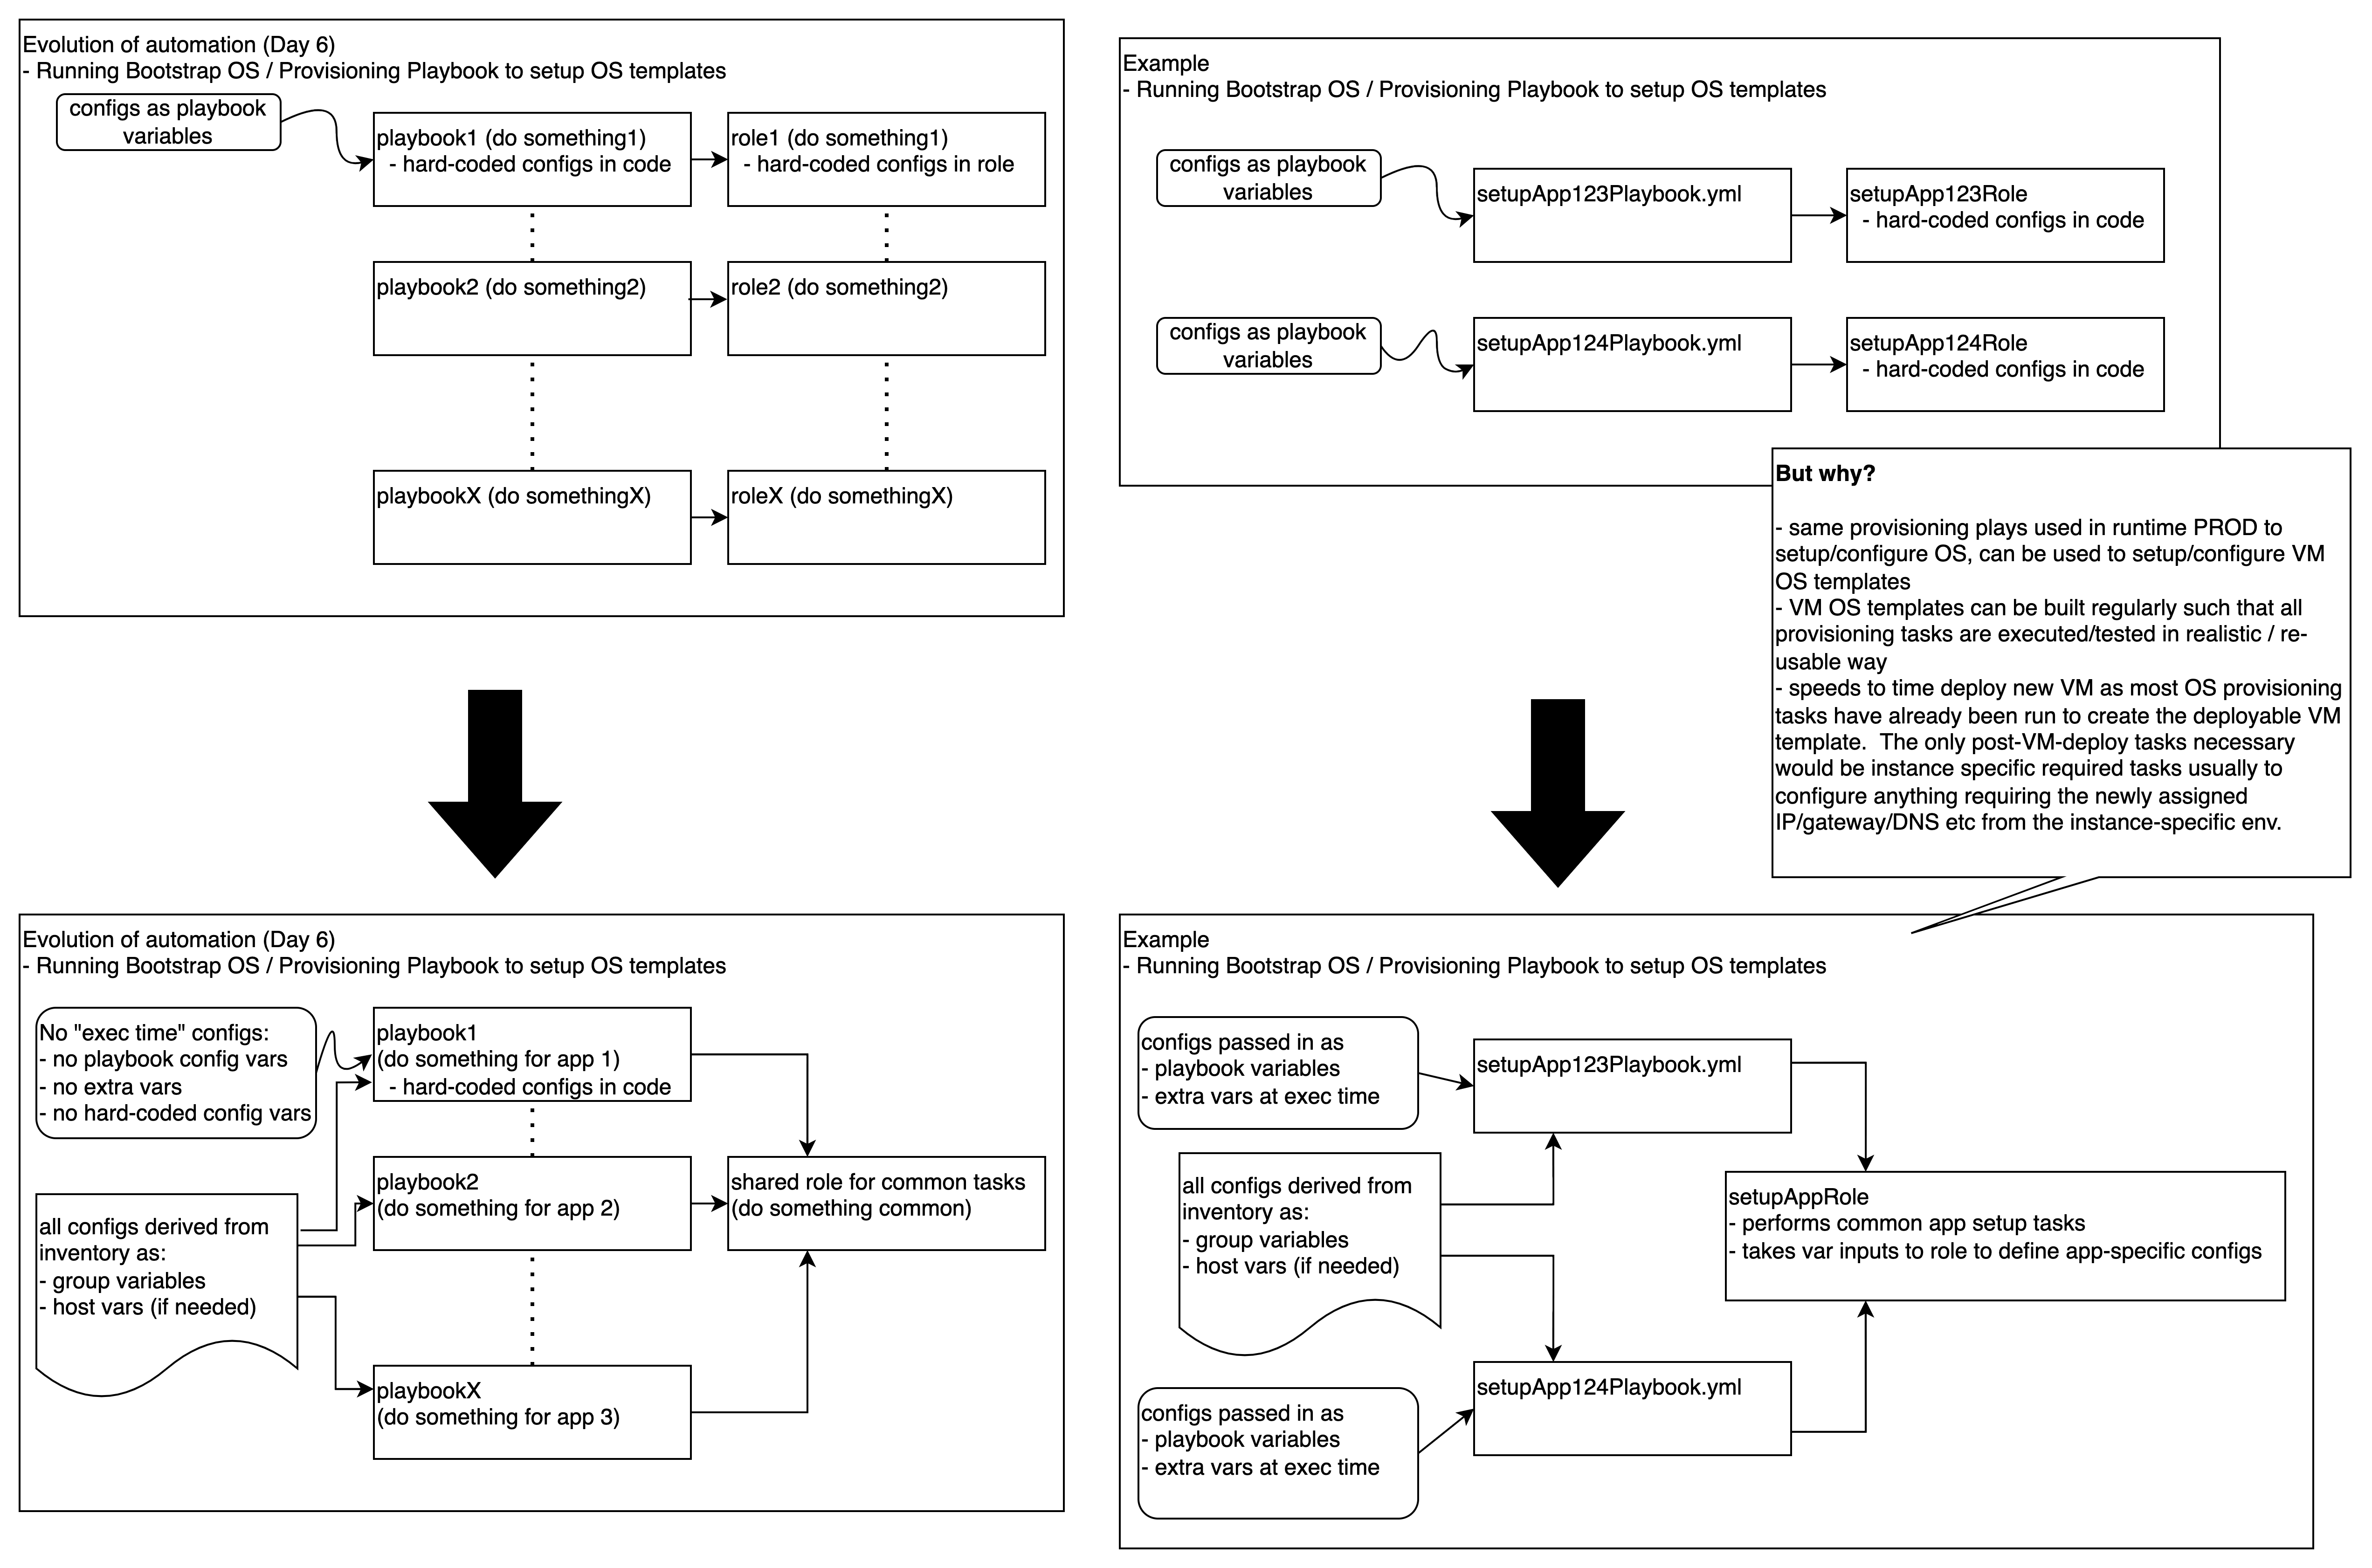 Evolution of automation (Day 6)
- Running Bootstrap OS / Provisioning Playbook to setup OS templates
configs as playbook
variables
playbook1 (do something1)
- hard-coded configs in code
role1 (do something1)
- hard-coded configs in role
playbook2 (do something2)
role2 (do something2)
playbookX (do somethingX)
roleX (do somethingX)
Example
- Running Bootstrap OS / Provisioning Playbook to setup OS templates
configs as playbook
variables
setupApp123Playbook.yml
setupApp123Role
- hard-coded configs in code
configs as playbook
variables
setupApp124Playbook.yml
setupApp124Role
- hard-coded configs in code
But why?
- same provisioning plays used in runtime PROD to
setup/configure OS, can be used to setup/configure VM
OS templates
- VM OS templates can be built regularly such that all
provisioning tasks are executed/tested in realistic / re-
usable way
- speeds to time deploy new VM as most OS provisioning
tasks have already been run to create the deployable VM
template.  The only post-VM-deploy tasks necessary
would be instance specific required tasks usually to
configure anything requiring the newly assigned
IP/gateway/DNS etc from the instance-specific env.
Evolution of automation (Day 6)
- Running Bootstrap OS / Provisioning Playbook to setup OS templates
No "exec time" configs:
- no playbook config vars
- no extra vars
- no hard-coded config vars
playbook1
(do something for app 1)
- hard-coded configs in code
all configs derived from
inventory as:
- group variables
- host vars (if needed)
playbook2
(do something for app 2)
shared role for common tasks
(do something common)
playbookX
(do something for app 3)
Example
- Running Bootstrap OS / Provisioning Playbook to setup OS templates
configs passed in as
- playbook variables
- extra vars at exec time
setupApp123Playbook.yml
all configs derived from
inventory as:
- group variables
- host vars (if needed)
setupAppRole
- performs common app setup tasks
- takes var inputs to role to define app-specific configs
configs passed in as
- playbook variables
- extra vars at exec time
setupApp124Playbook.yml